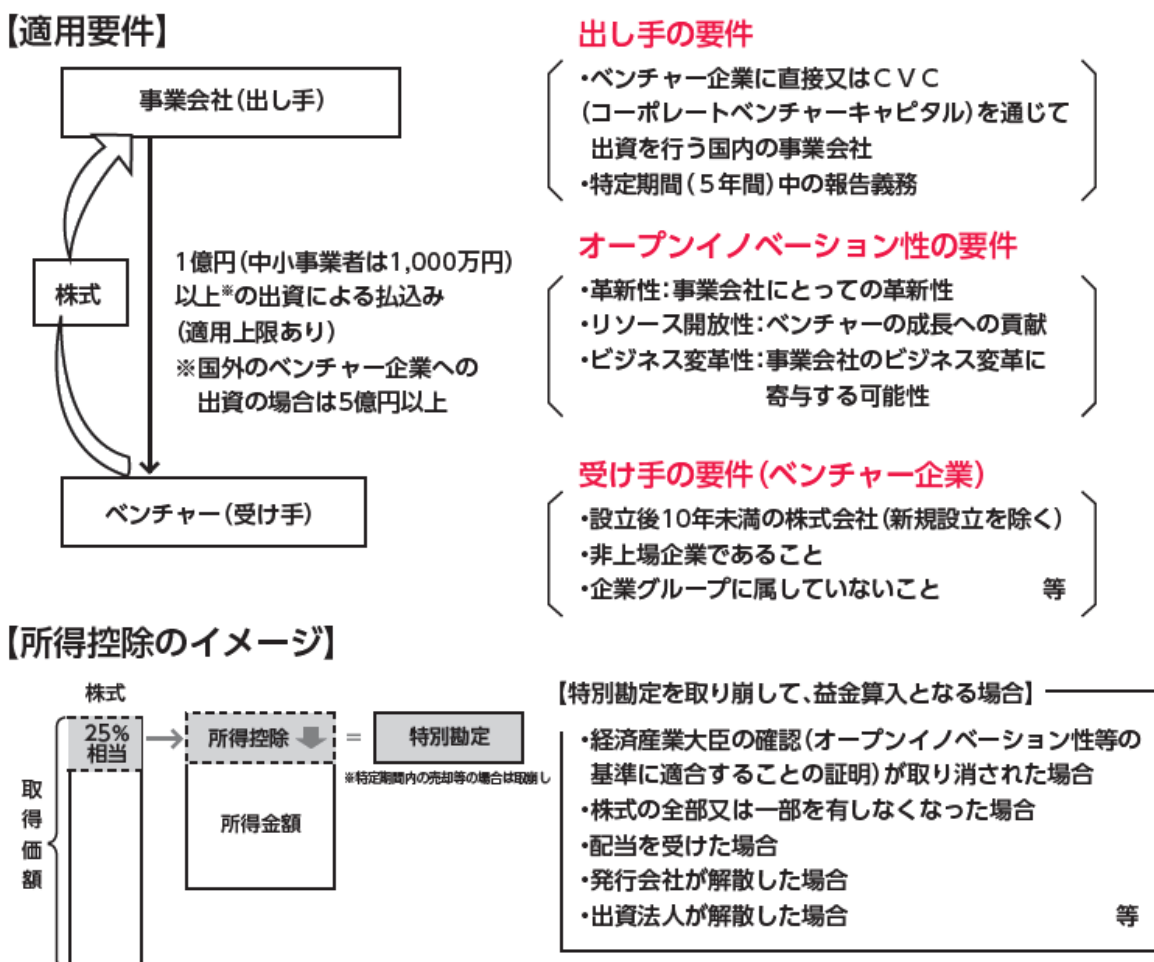 【適用要件】
事業会社(出し手)
株式
1億円(中小事業者は1,000万円)
以上※の出資による払込み
(適用上限あり)
※国外のベンチャー企業への
出資の場合は5億円以上
ベンチャー(受け手)
出し手の要件
・ベンチャー企業に直接又はCVC
(コーポレートベンチャーキャピタル)を通じて
出資を行う国内の事業会社
・特定期間(5年間)中の報告義務
オープンイノベーション性の要件
・革新性:事業会社にとっての革新性
・リソース開放性:ベンチャーの成長への貢献
・ビジネス変革性:事業会社のビジネス変革に
寄与する可能性
受け手の要件(ベンチャー企業)
・設立後10年未満の株式会社(新規設立を除く)
・非上場企業であること
・企業グループに属していないこと 等
【所得控除のイメージ】
株式
25%
相当
取得価額
所得控除
所得金額
=
特別勘定
※特定期間内の売却等の場合は取崩し
【特別勘定を取り崩して、益金算入となる場合】
・経済産業大臣の確認(オープンイノベーション性等の
基準に適合することの証明)が取り消された場合
・株式の全部又は一部を有しなくなった場合
・配当を受けた場合
・発行会社が解散した場合
・出資法人が解散した場合 等